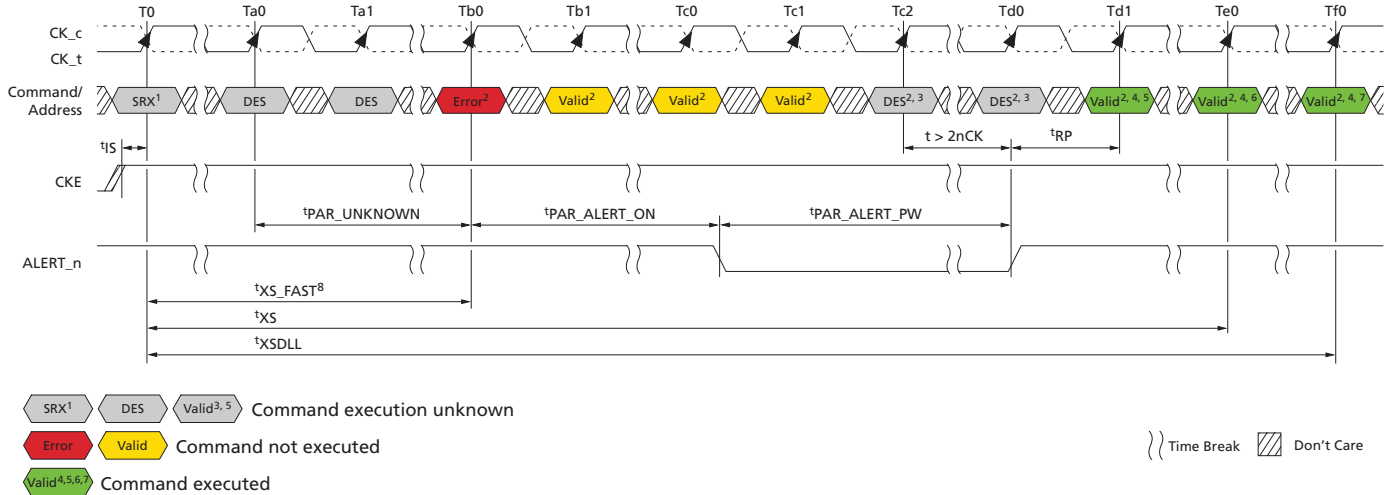 T0 Ta0 Ta1 Tb0 Tb1 Tc0 Tc1 Tc2 Td0 Td1 Te0 Tf0
CK_c
CK_t
Command/
Address
SRX¹ DES DES Error² Valid² Valid² Valid² DES², ³ DES², ³ Valid², ⁴, ⁵ Valid², ⁴, ⁶ Valid², ⁴, ⁷
t > 2nCK ᵗRP
ᵗIS
CKE
ᵗPAR_UNKNOWN ᵗPAR_ALERT_ON ᵗPAR_ALERT_PW
ALERT_n
ᵗXS_FAST⁸
ᵗXS
ᵗXSDLL
SRX¹ DES Valid³, ⁵ Command execution unknown
Error Valid Command not executed
Time Break Don't Care
Valid⁴,⁵,⁶,⁷ Command executed